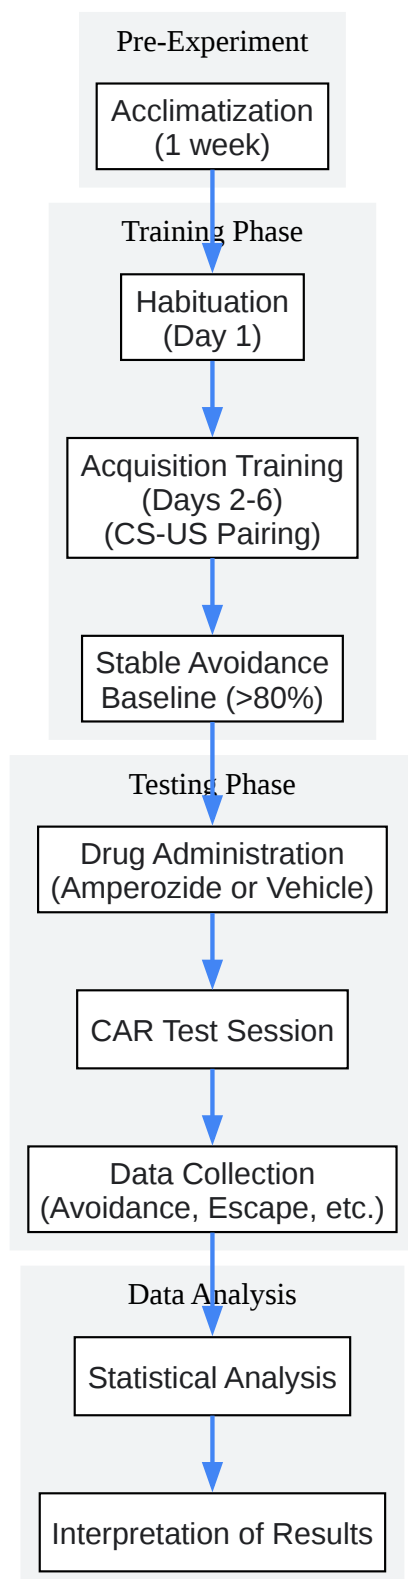 Pre-Experiment
Acclimatization
(1 week)
Training Phase
Habituation
(Day 1)
Acquisition Training
(Days 2-6)
(CS-US Pairing)
Stable Avoidance
Baseline (>80%)
Testing Phase
Drug Administration
(Amperozide or Vehicle)
CAR Test Session
Data Collection
(Avoidance, Escape, etc.)
Data Analysis
Statistical Analysis
Interpretation of Results